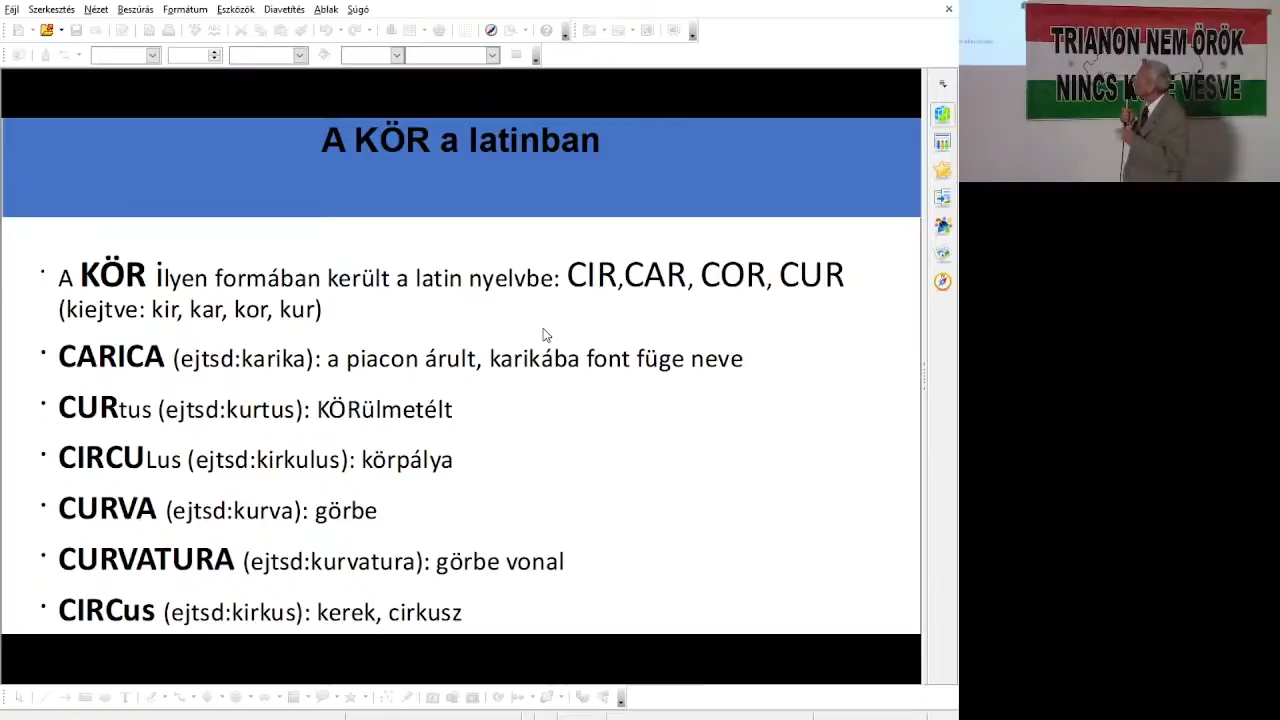 Fájl Szerkesztés Nézet Beszúrás Formátum Eszközök Diavetítés Ablak Súgó
A KÖR a latinban
A KÖR ilyen formában került a latin nyelvbe: CIR,CAR, COR, CUR
(kiejtve: kir, kar, kor, kur)
CARICA (ejtsd:karika): a piacon árult, karikába font füge neve
CURtus (ejtsd:kurtus): KÖRülmetélt
CIRCULus (ejtsd:kirkulus): körpálya
CURVA (ejtsd:kurva): görbe
CURVATURA (ejtsd:kurvatura): görbe vonal
CIRCus (ejtsd:kirkus): kerek, cirkusz
TRIANON NEM ÖRÖK
NINCS VÉSVE